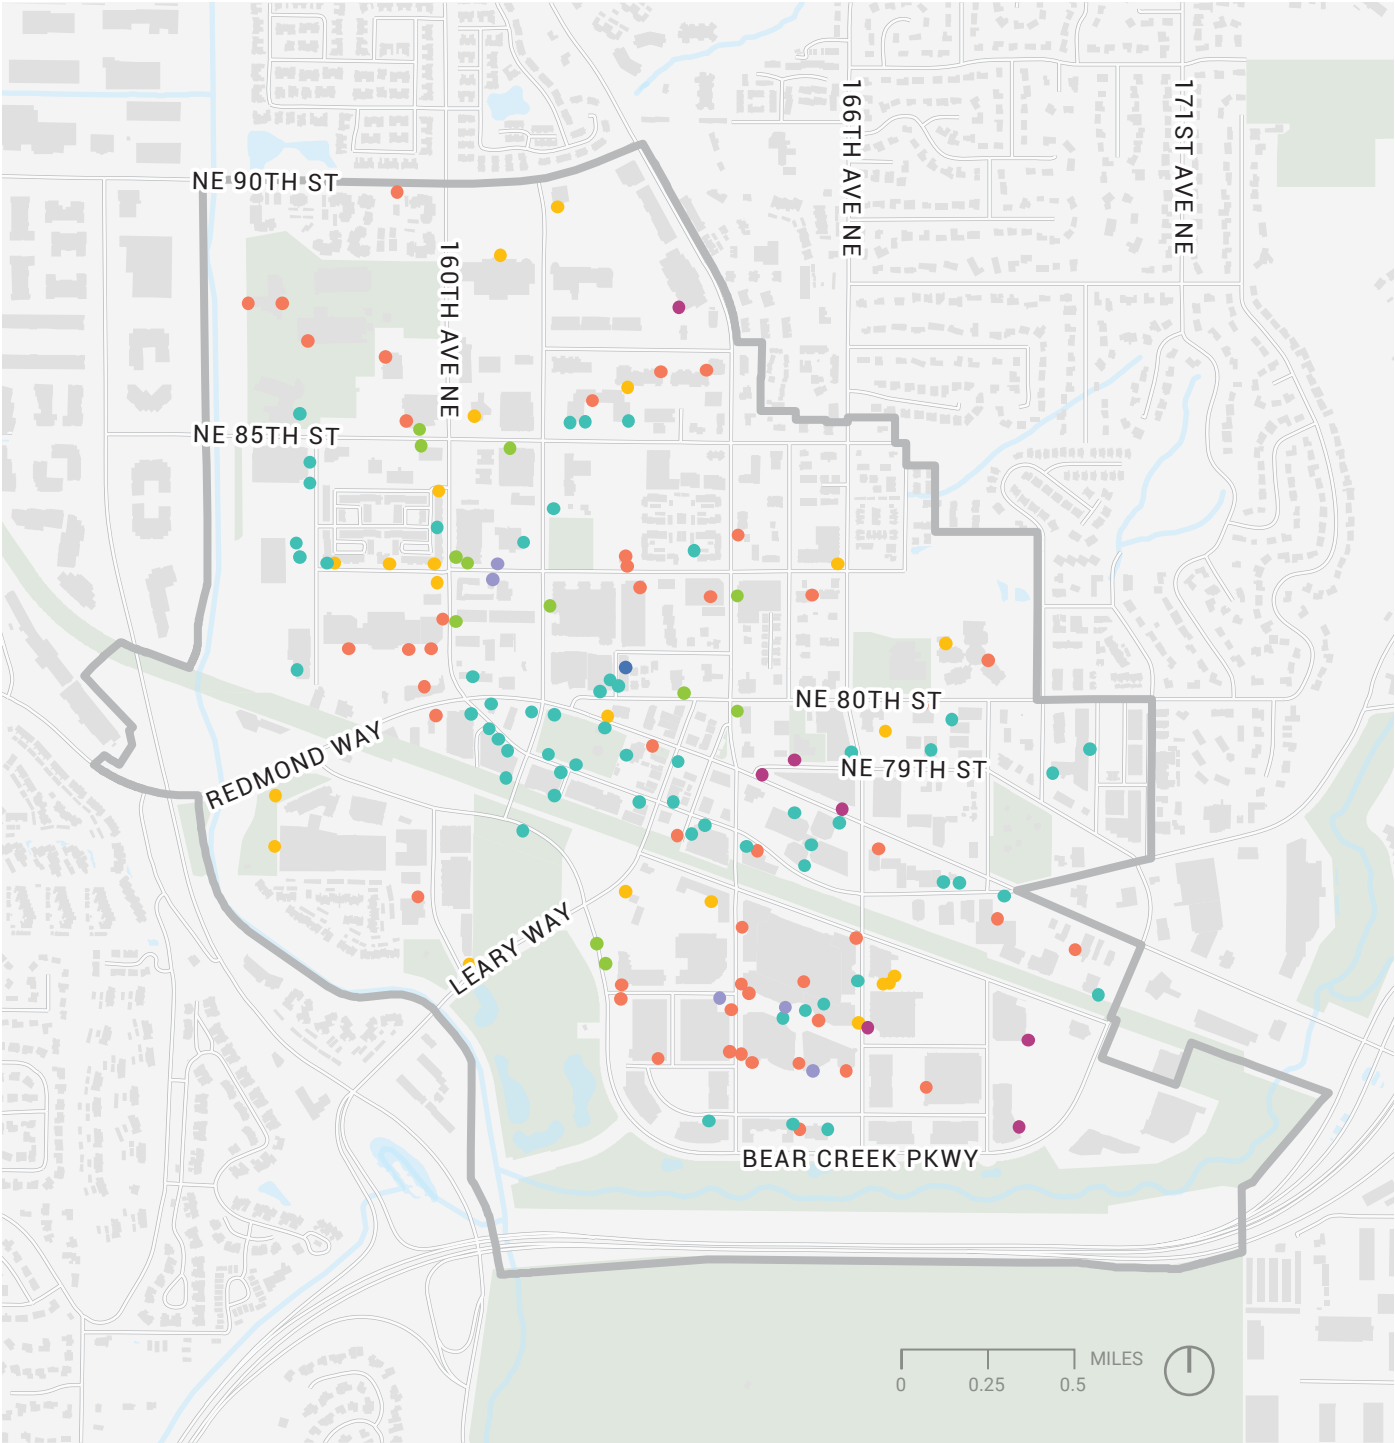 166TH AVE NE
171ST AVE NE
NE 90TH ST
160TH AVE NE
NE 85TH ST
NE 80TH ST
REDMOND WAY
NE 79TH ST
LEARY WAY
BEAR CREEK PKWY
MILES
0 0.25 0.5